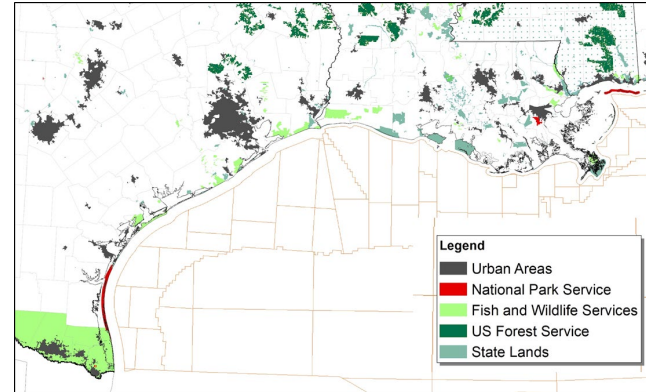 Legend
Urban Areas
National Park Service
Fish and Wildlife Services
US Forest Service
State Lands